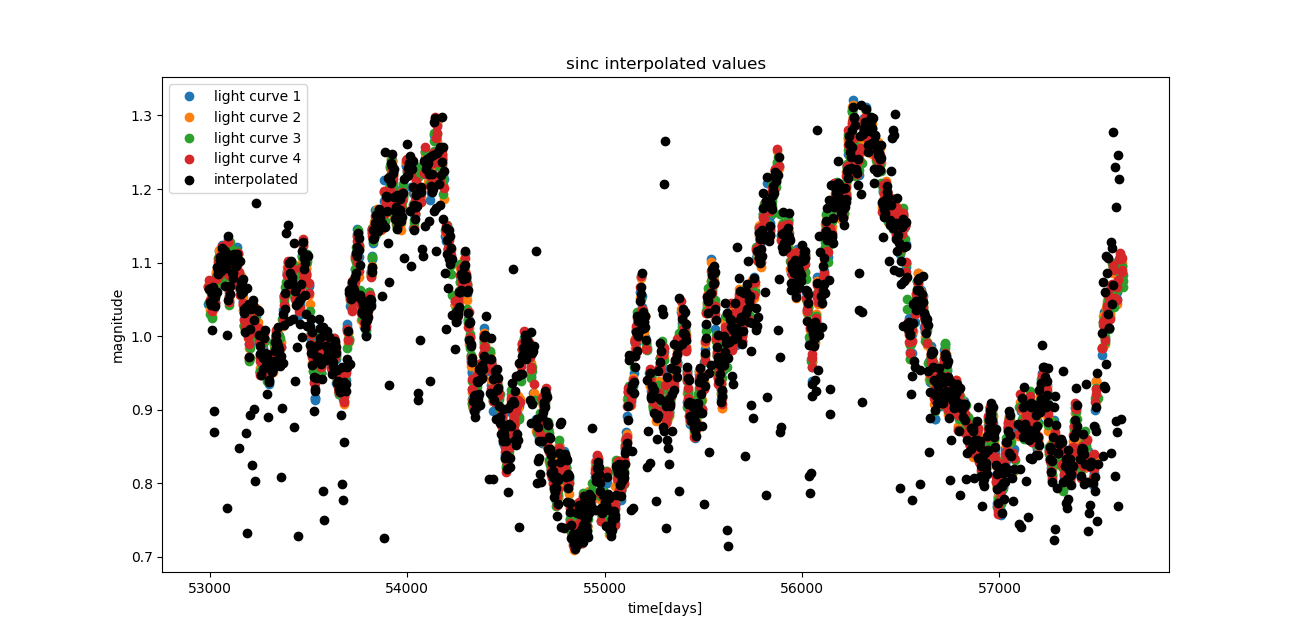 sinc interpolated values
light curve 1
light curve 2
light curve 3
light curve 4
interpolated
magnitude
1.3
1.2
1.1
1.0
0.9
0.8
0.7
53000 54000 55000 56000 57000
time[days]